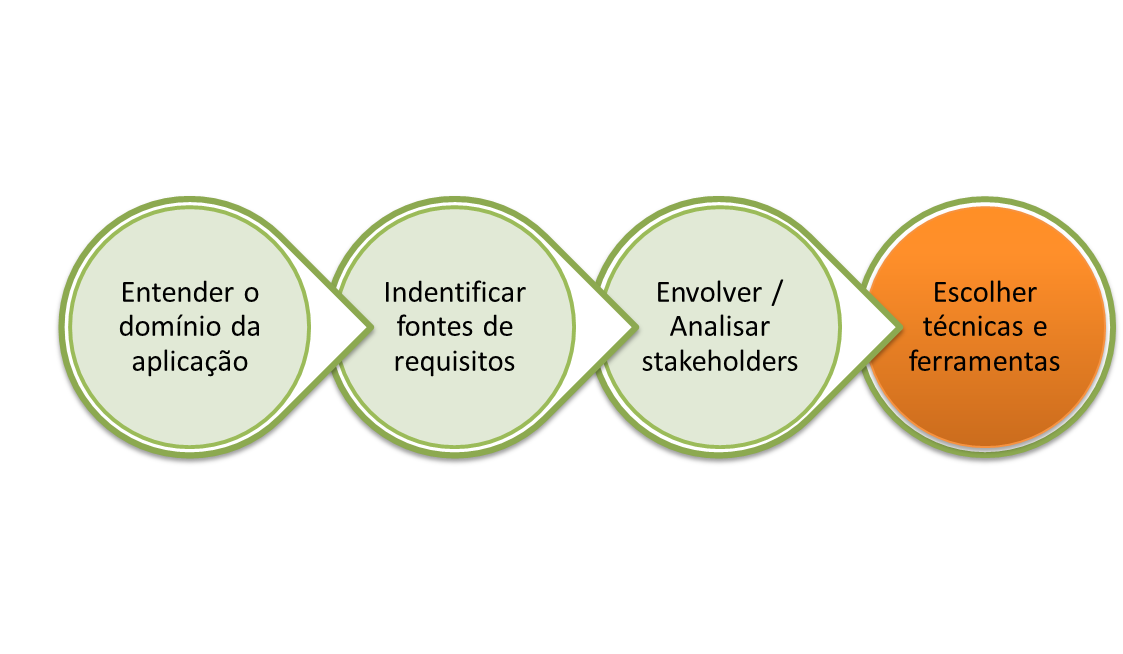 Entender o
domínio da
aplicação
Indentificar
fontes de
requisitos
Envolver /
Analisar
stakeholders
Escolher
técnicas e
ferramentas